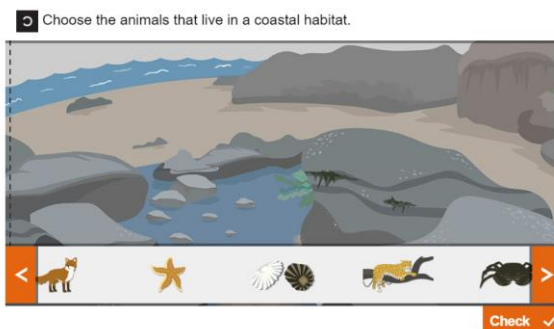 Choose the animals that live in a coastal habitat.
<
>
Check ✓